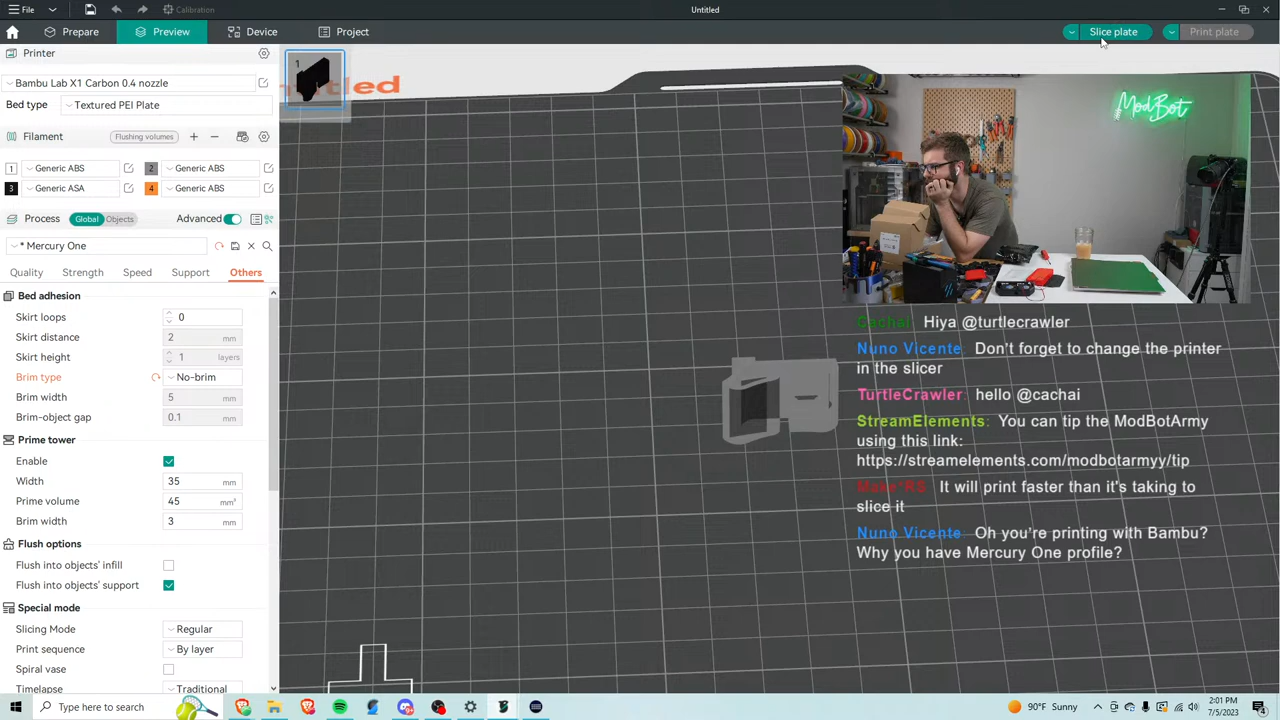 File
Calibration
Untitled
Prepare
Preview
Device
Project
Slice plate
Print plate
Printer
Bambu Lab X1 Carbon 0.4 nozzle
Bed type
Textured PEI Plate
Filament
Flushing volumes
1 Generic ABS
2 Generic ABS
3 Generic ASA
4 Generic ABS
Process
Global
Objects
Advanced
* Mercury One
Quality
Strength
Speed
Support
Others
Bed adhesion
Skirt loops 0
Skirt distance 2 mm
Skirt height 1 layers
Brim type No-brim
Brim width 5 mm
Brim-object gap 0.1 mm
Prime tower
Enable
Width 35 mm
Prime volume 45 mm³
Brim width 3 mm
Flush options
Flush into objects' infill
Flush into objects' support
Special mode
Slicing Mode Regular
Print sequence By layer
Spiral vase
Timelapse Traditional
1
ntitled
ModBot
Cachai: Hiya @turtlecrawler
Nuno Vicente: Don't forget to change the printer
in the slicer
TurtleCrawler: hello @cachai
StreamElements: You can tip the ModBotArmy
using this link:
https://streamelements.com/modbotarmyy/tip
Make'RS: It will print faster than it's taking to
slice it
Nuno Vicente: Oh you're printing with Bambu?
Why you have Mercury One profile?
Type here to search
90°F Sunny
2:01 PM
7/5/2023
4